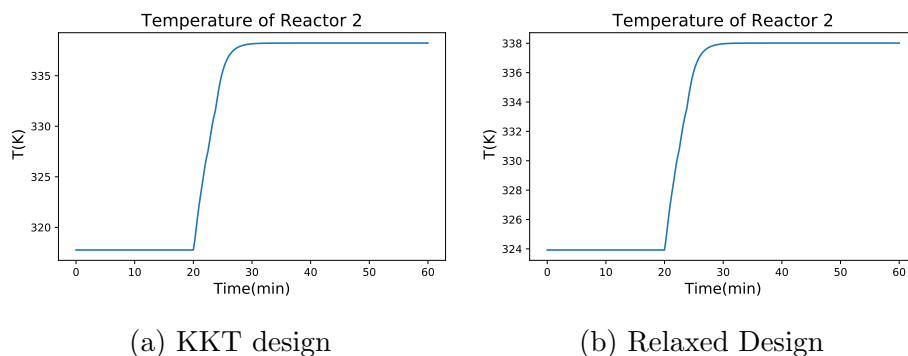 Temperature of Reactor 2
T(K)
335
330
325
320
0 10 20 30 40 50 60
Time(min)
(a) KKT design
Temperature of Reactor 2
T(K)
338
336
334
332
330
328
326
324
0 10 20 30 40 50 60
Time(min)
(b) Relaxed Design